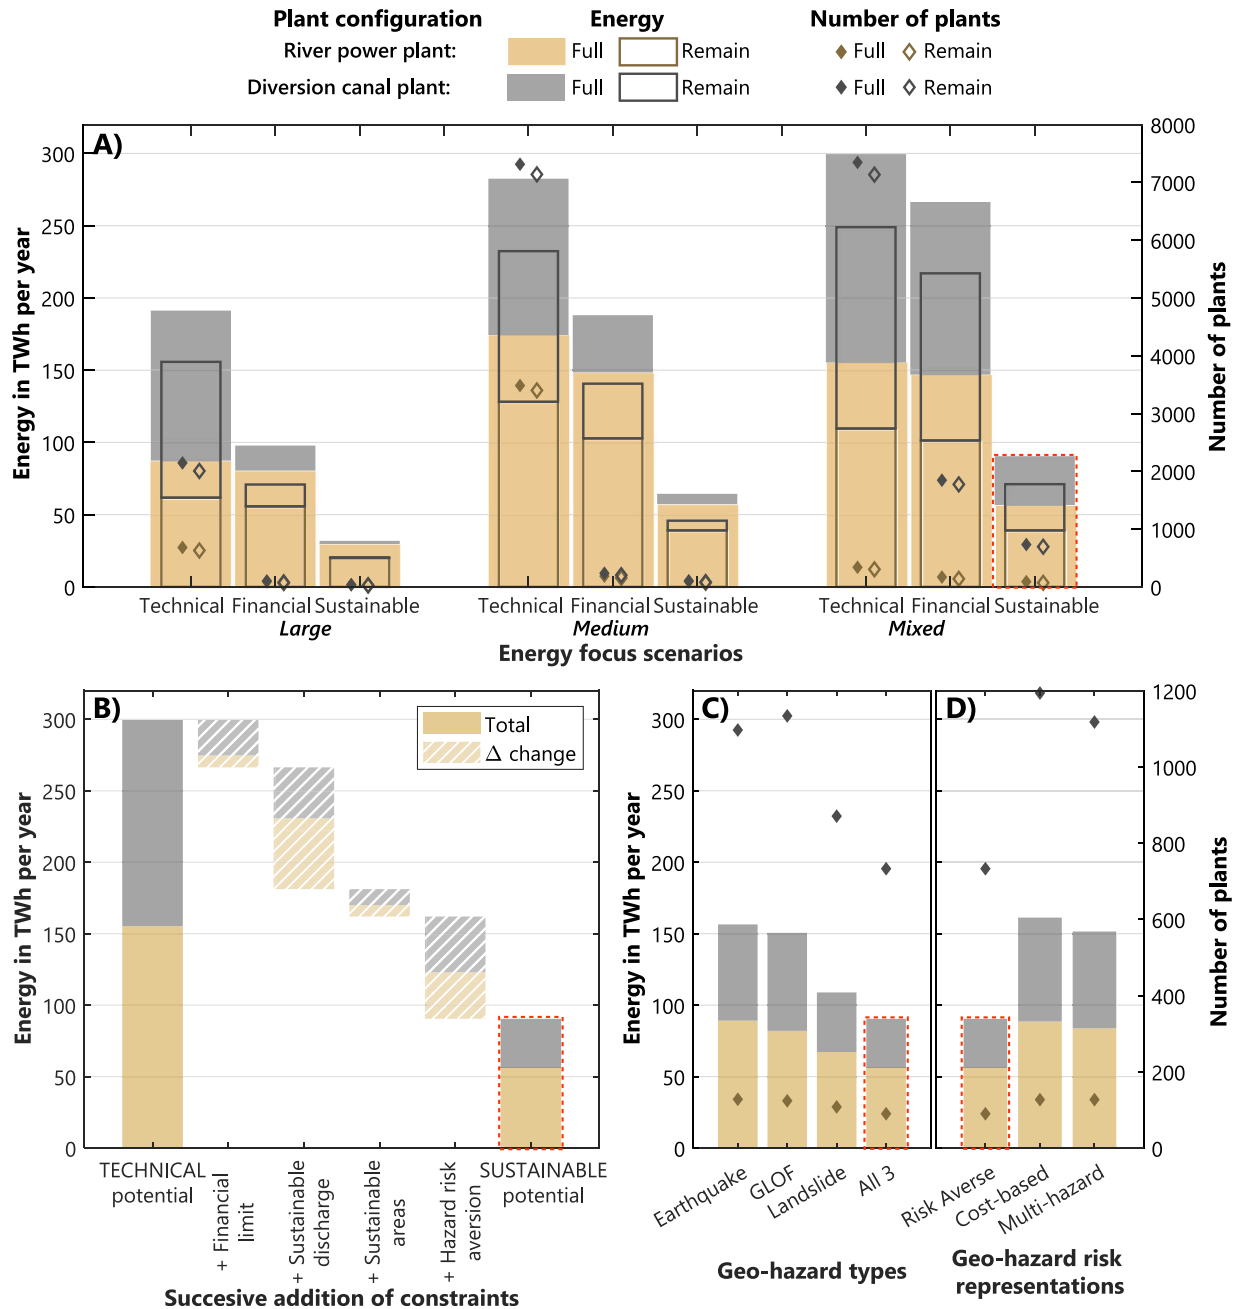 Plant configuration Energy Number of plants
River power plant: Full Remain Full Remain
Diversion canal plant: Full Remain Full Remain
A)
300
250
200
150
100
50
0
Energy in TWh per year
8000
7000
6000
5000
4000
3000
2000
1000
0
Number of plants
Technical Financial Sustainable Technical Financial Sustainable Technical Financial Sustainable
Large Medium Mixed
Energy focus scenarios
B)
Total
Δ change
300
250
200
150
100
50
0
Energy in TWh per year
TECHNICAL potential
+ Financial limit
+ Sustainable discharge
+ Sustainable areas
+ Hazard risk aversion
SUSTAINABLE potential
Succesive addition of constraints
C)
300
250
200
150
100
50
0
Energy in TWh per year
Earthquake
GLOF
Landslide
All 3
Geo-hazard types
D)
1200
1000
800
600
400
200
0
Number of plants
Risk Averse
Cost-based
Multi-hazard
Geo-hazard risk
representations